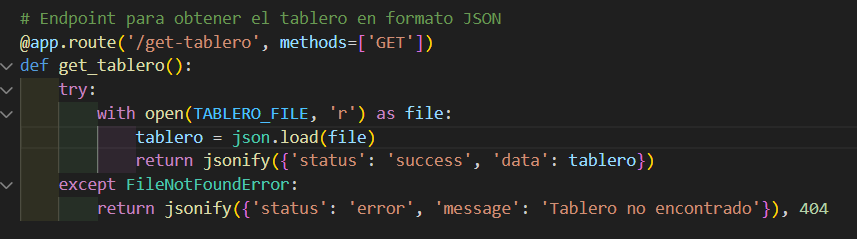 # Endpoint para obtener el tablero en formato JSON
@app.route('/get-tablero', methods=['GET'])
def get_tablero():
    try:
        with open(TABLERO_FILE, 'r') as file:
            tablero = json.load(file)
            return jsonify({'status': 'success', 'data': tablero})
    except FileNotFoundError:
        return jsonify({'status': 'error', 'message': 'Tablero no encontrado'}), 404